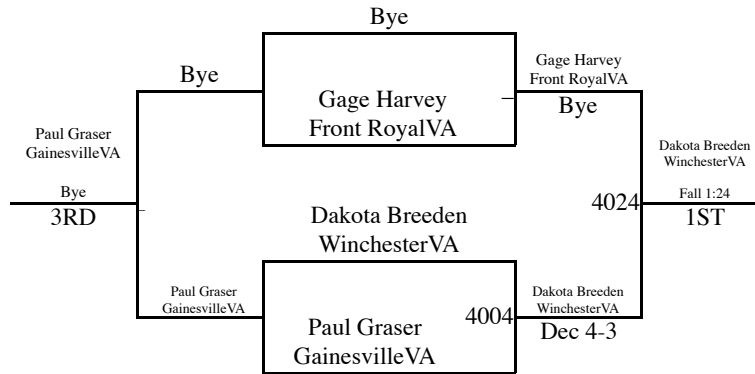 Bye
Bye
Gage Harvey
Front RoyalVA
Gage Harvey
Front RoyalVA
Bye
Paul Graser
GainesvilleVA
Bye
3RD
Dakota Breeden
WinchesterVA
Fall 1:24
1ST
4024
Dakota Breeden
WinchesterVA
Paul Graser
GainesvilleVA
Paul Graser
GainesvilleVA
4004
Dakota Breeden
WinchesterVA
Dec 4-3